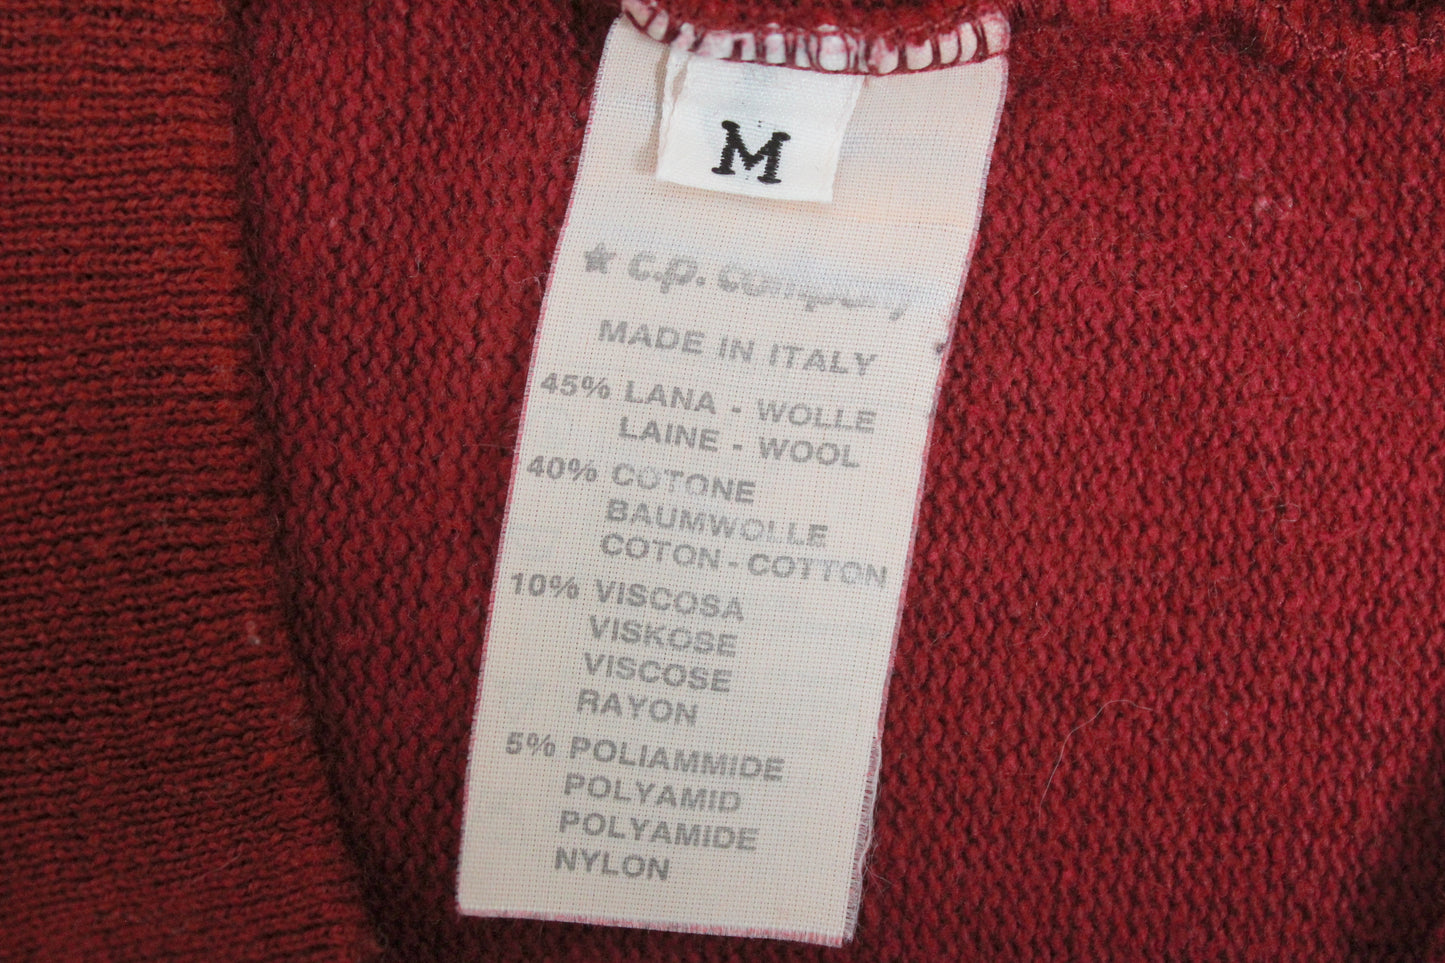 M
★ c.p. company
MADE IN ITALY
45% LANA - WOLLE
LAINE - WOOL
40% COTONE
BAUMWOLLE
COTON - COTTON
10% VISCOSA
VISKOSE
VISCOSE
RAYON
5% POLIAMMIDE
POLYAMID
POLYAMIDE
NYLON